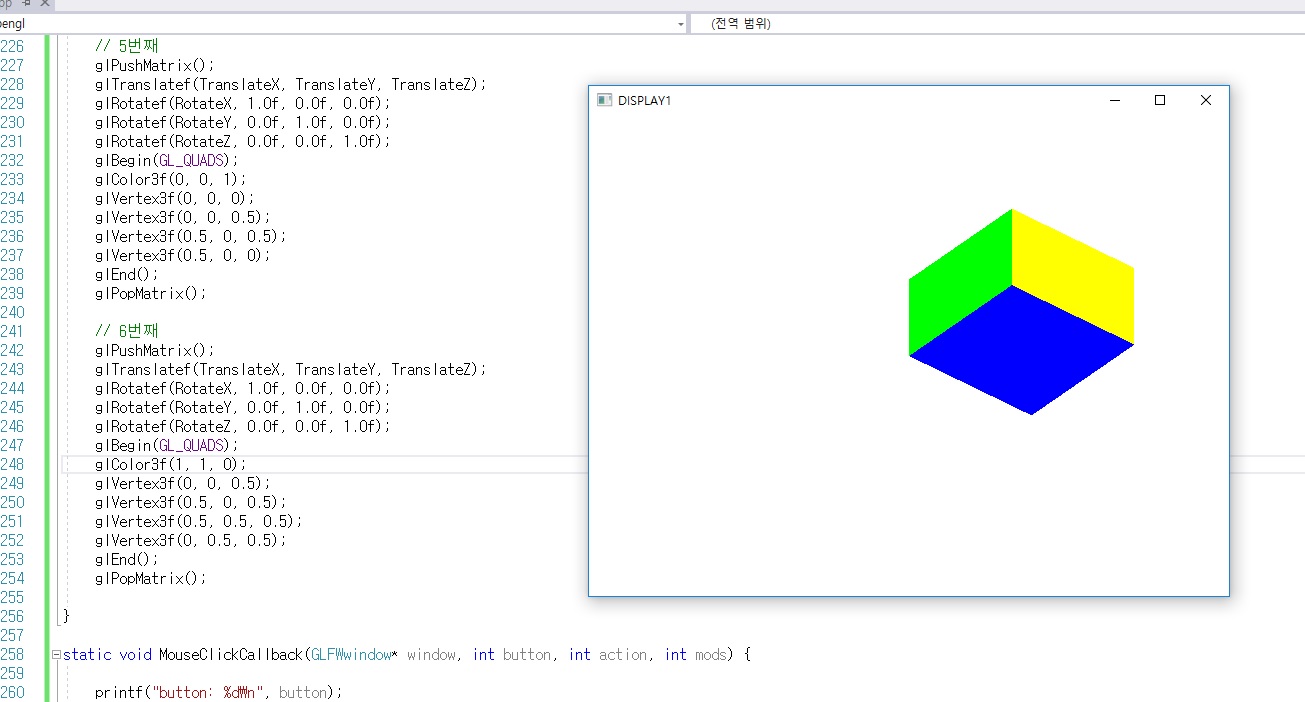 engl
(전역 범위)
226 // 5번째
227 glPushMatrix();
228 glTranslatef(TranslateX, TranslateY, TranslateZ);
229 glRotatef(RotateX, 1.0f, 0.0f, 0.0f);
230 glRotatef(RotateY, 0.0f, 1.0f, 0.0f);
231 glRotatef(RotateZ, 0.0f, 0.0f, 1.0f);
232 glBegin(GL_QUADS);
233 glColor3f(0, 0, 1);
234 glVertex3f(0, 0, 0);
235 glVertex3f(0, 0, 0.5);
236 glVertex3f(0.5, 0, 0.5);
237 glVertex3f(0.5, 0, 0);
238 glEnd();
239 glPopMatrix();
240
241 // 6번째
242 glPushMatrix();
243 glTranslatef(TranslateX, TranslateY, TranslateZ);
244 glRotatef(RotateX, 1.0f, 0.0f, 0.0f);
245 glRotatef(RotateY, 0.0f, 1.0f, 0.0f);
246 glRotatef(RotateZ, 0.0f, 0.0f, 1.0f);
247 glBegin(GL_QUADS);
248 glColor3f(1, 1, 0);
249 glVertex3f(0, 0, 0.5);
250 glVertex3f(0.5, 0, 0.5);
251 glVertex3f(0.5, 0.5, 0.5);
252 glVertex3f(0, 0.5, 0.5);
253 glEnd();
254 glPopMatrix();
255
256 }
257
258 static void MouseClickCallback(GLFWwindow* window, int button, int action, int mods) {
259
260 printf("button: %d₩n", button);
DISPLAY1